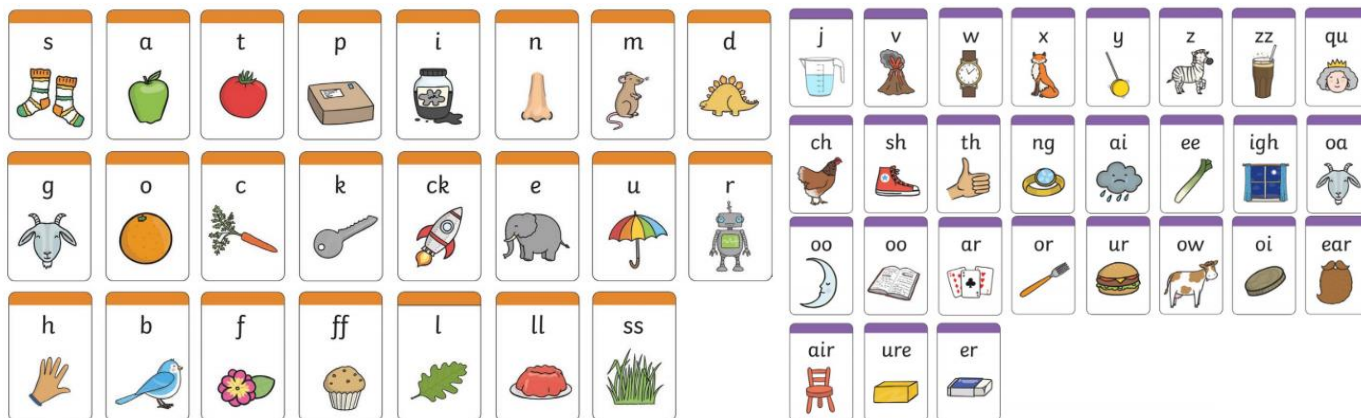 s a t p i n m d
g o c k ck e u r
h b f ff l ll ss
j v w x y z zz qu
ch sh th ng ai ee igh oa
oo oo ar or ur ow oi ear
air ure er